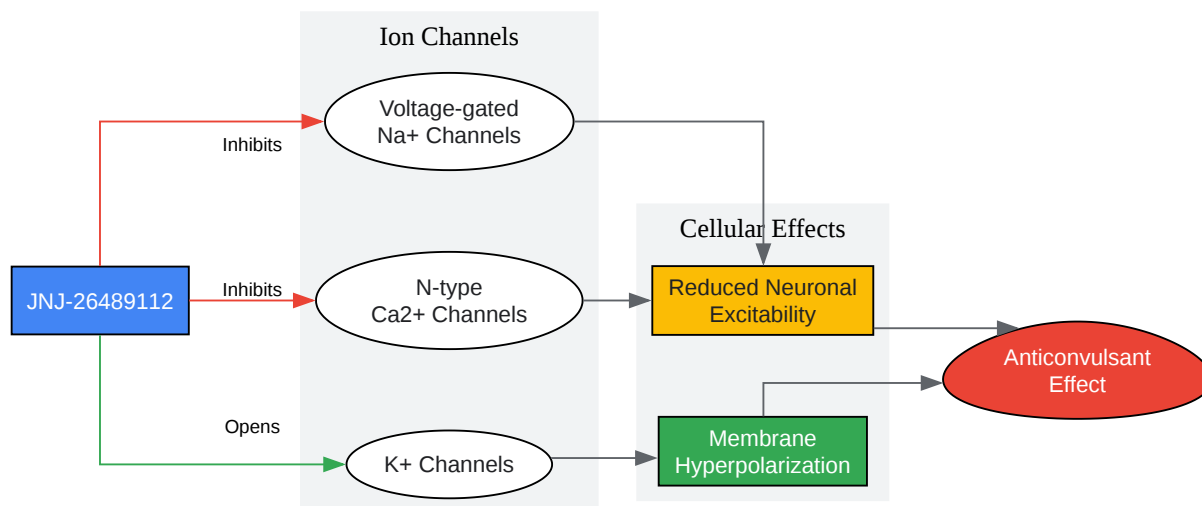 Ion Channels
Voltage-gated
Na+ Channels
Inhibits
Cellular Effects
JNJ-26489112
Inhibits
N-type
Ca2+ Channels
Reduced Neuronal
Excitability
Anticonvulsant
Effect
Opens
K+ Channels
Membrane
Hyperpolarization